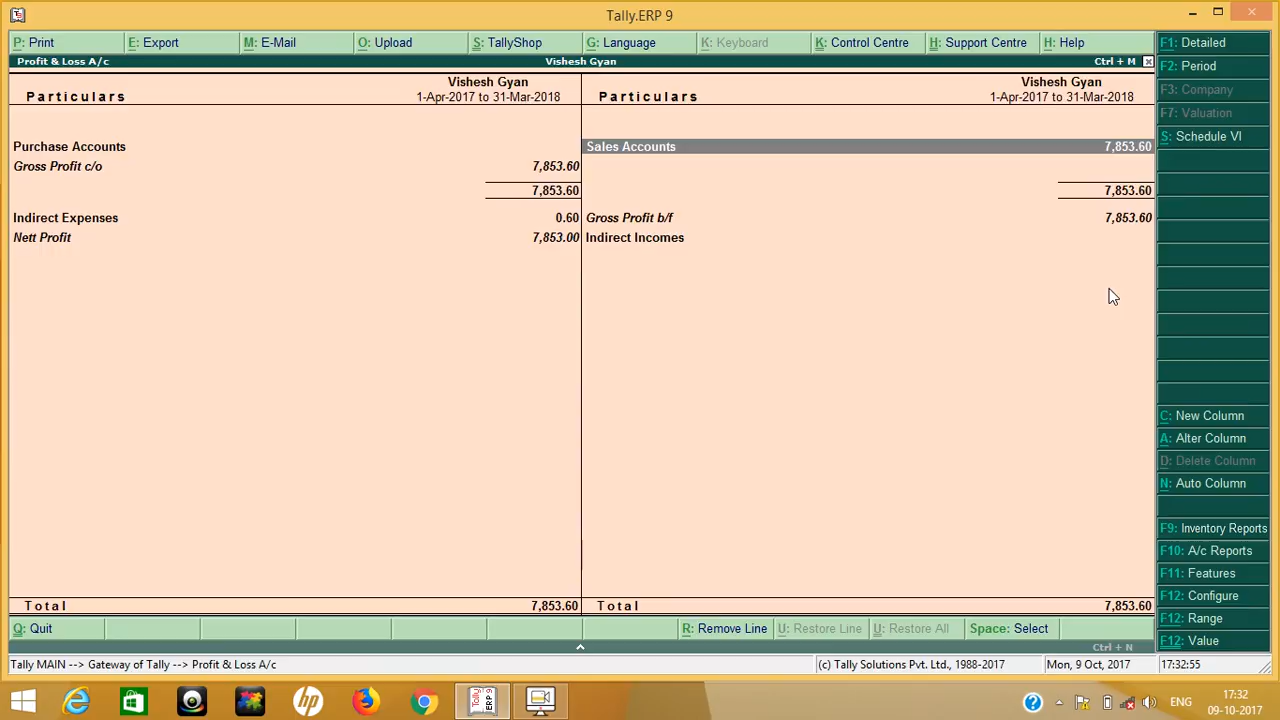 Tally.ERP 9
P: Print E: Export M: E-Mail O: Upload S: TallyShop G: Language K: Keyboard K: Control Centre H: Support Centre H: Help
Profit & Loss A/c Vishesh Gyan Ctrl + M
Particulars Vishesh Gyan Particulars Vishesh Gyan
1-Apr-2017 to 31-Mar-2018 1-Apr-2017 to 31-Mar-2018
Purchase Accounts Sales Accounts 7,853.60
Gross Profit c/o 7,853.60
7,853.60 7,853.60
Indirect Expenses 0.60 Gross Profit b/f 7,853.60
Nett Profit 7,853.00 Indirect Incomes
Total 7,853.60 Total 7,853.60
F1: Detailed
F2: Period
F3: Company
F7: Valuation
S: Schedule VI
C: New Column
A: Alter Column
D: Delete Column
N: Auto Column
F9: Inventory Reports
F10: A/c Reports
F11: Features
F12: Configure
F12: Range
F12: Value
Q: Quit R: Remove Line U: Restore Line U: Restore All Space: Select
Ctrl + N
Tally MAIN --> Gateway of Tally --> Profit & Loss A/c (c) Tally Solutions Pvt. Ltd., 1988-2017 Mon, 9 Oct, 2017 17:32:55
hp Tally ERP 9 ENG 17:32
09-10-2017